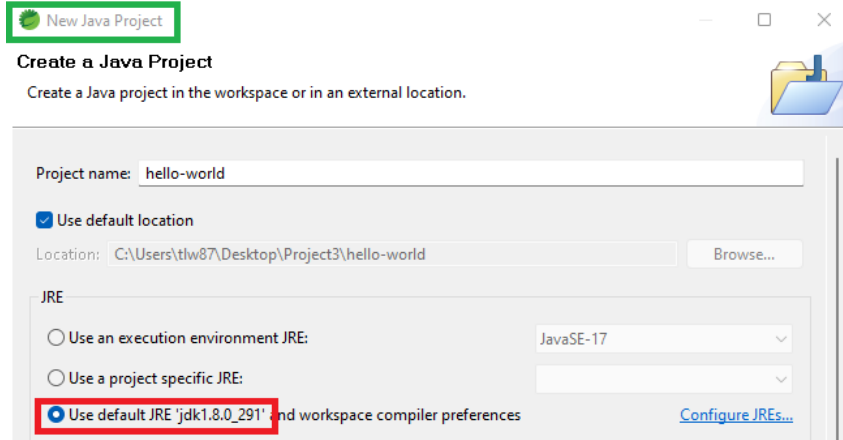 New Java Project
Create a Java Project
Create a Java project in the workspace or in an external location.
Project name: hello-world
Use default location
Location: C:\Users\tlw87\Desktop\Project3\hello-world Browse...
JRE
Use an execution environment JRE: JavaSE-17
Use a project specific JRE:
Use default JRE 'jdk1.8.0_291' and workspace compiler preferences Configure JREs...